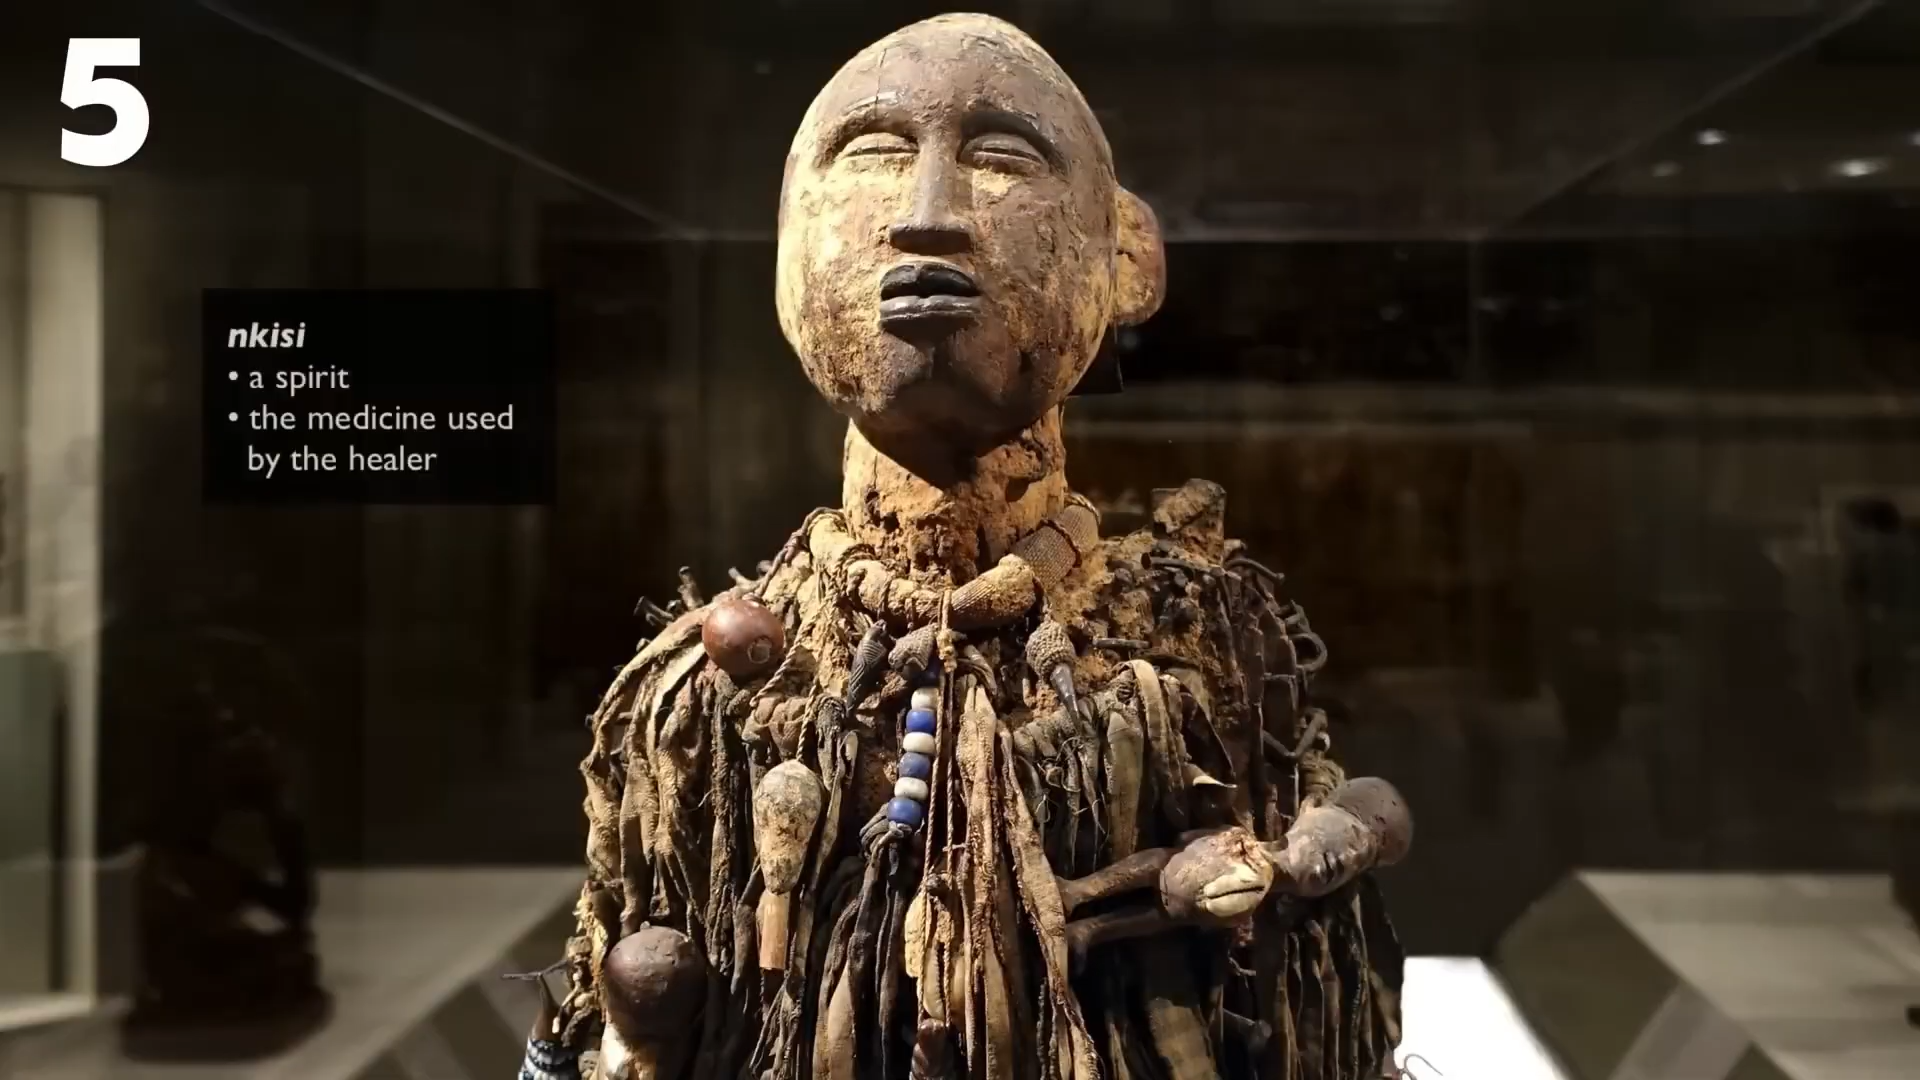 5
nkisi
• a spirit
• the medicine used
by the healer